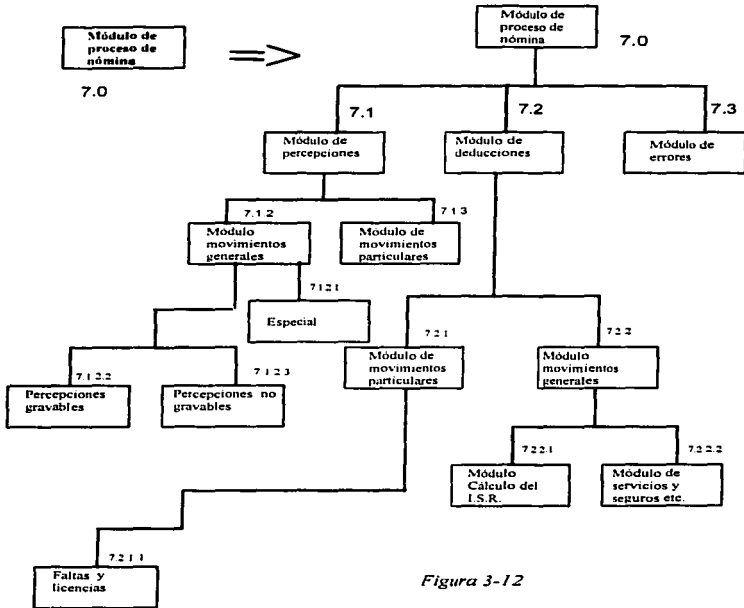 Módulo de
proceso de
nómina
7.0
Módulo de
proceso de
nómina
7.0
7.1
7.2
7.3
Módulo de
percepciones
Módulo de
deducciones
Módulo de
errores
7.1.2
7.1.3
Módulo
movimientos
generales
Módulo de
movimientos
particulares
7.1.2.1
Especial
7.2.1
7.2.2
Módulo de
movimientos
particulares
Módulo
movimientos
generales
7.1.2.2
7.1.2.3
Percepciones
gravables
Percepciones no
gravables
7.2.2.1
7.2.2.2
Módulo
Cálculo del
I.S.R.
Módulo de
servicios y
seguros etc.
7.2.1.1
Faltas y
licencias
Figura 3-12